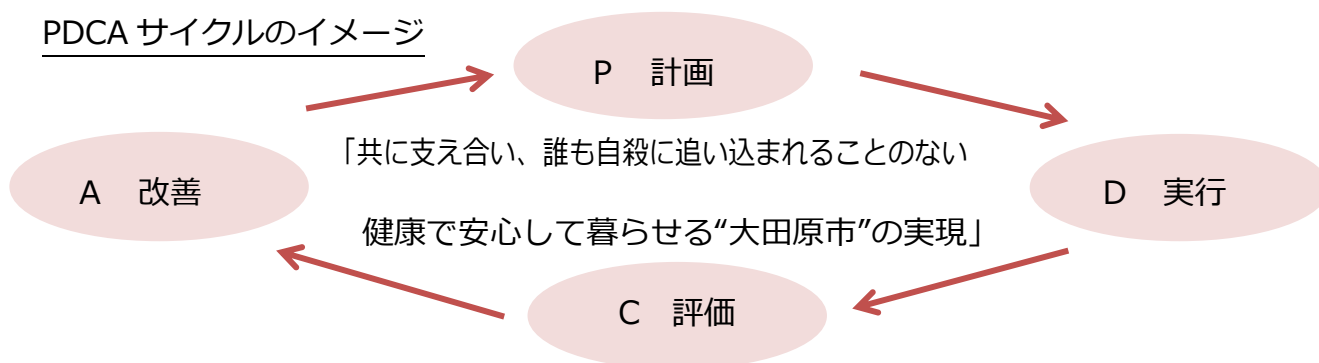 PDCA サイクルのイメージ
P 計画
「共に支え合い、誰も自殺に追い込まれることのない
A 改善
D 実行
健康で安心して暮らせる“大田原市”の実現」
C 評価